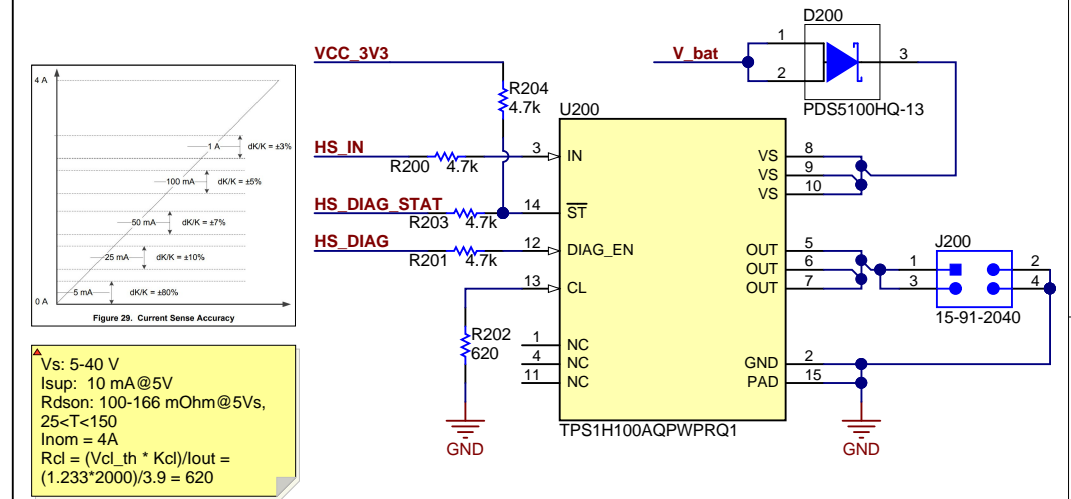 4 A
1 A
dK/K = ±3%
100 mA
dK/K = ±5%
50 mA
dK/K = ±7%
25 mA
dK/K = ±10%
5 mA
dK/K = ±80%
0 A
Figure 29. Current Sense Accuracy
Vs: 5-40 V
Isup: 10 mA@5V
Rdson: 100-166 mOhm@5Vs,
25<T<150
Inom = 4A
Rcl = (Vcl_th * Kcl)/Iout =
(1.233*2000)/3.9 = 620
VCC_3V3
R204
4.7k
HS_IN
R200
4.7k
HS_DIAG_STAT
R203
4.7k
HS_DIAG
R201
4.7k
R202
620
GND
U200
3
IN
14
ST
12
DIAG_EN
13
CL
1
NC
4
NC
11
NC
VS
8
VS
9
VS
10
OUT
5
OUT
6
OUT
7
GND
2
PAD
15
TPS1H100AQPWPRQ1
V_bat
D200
1
2
3
PDS5100HQ-13
J200
1
2
3
4
15-91-2040
GND